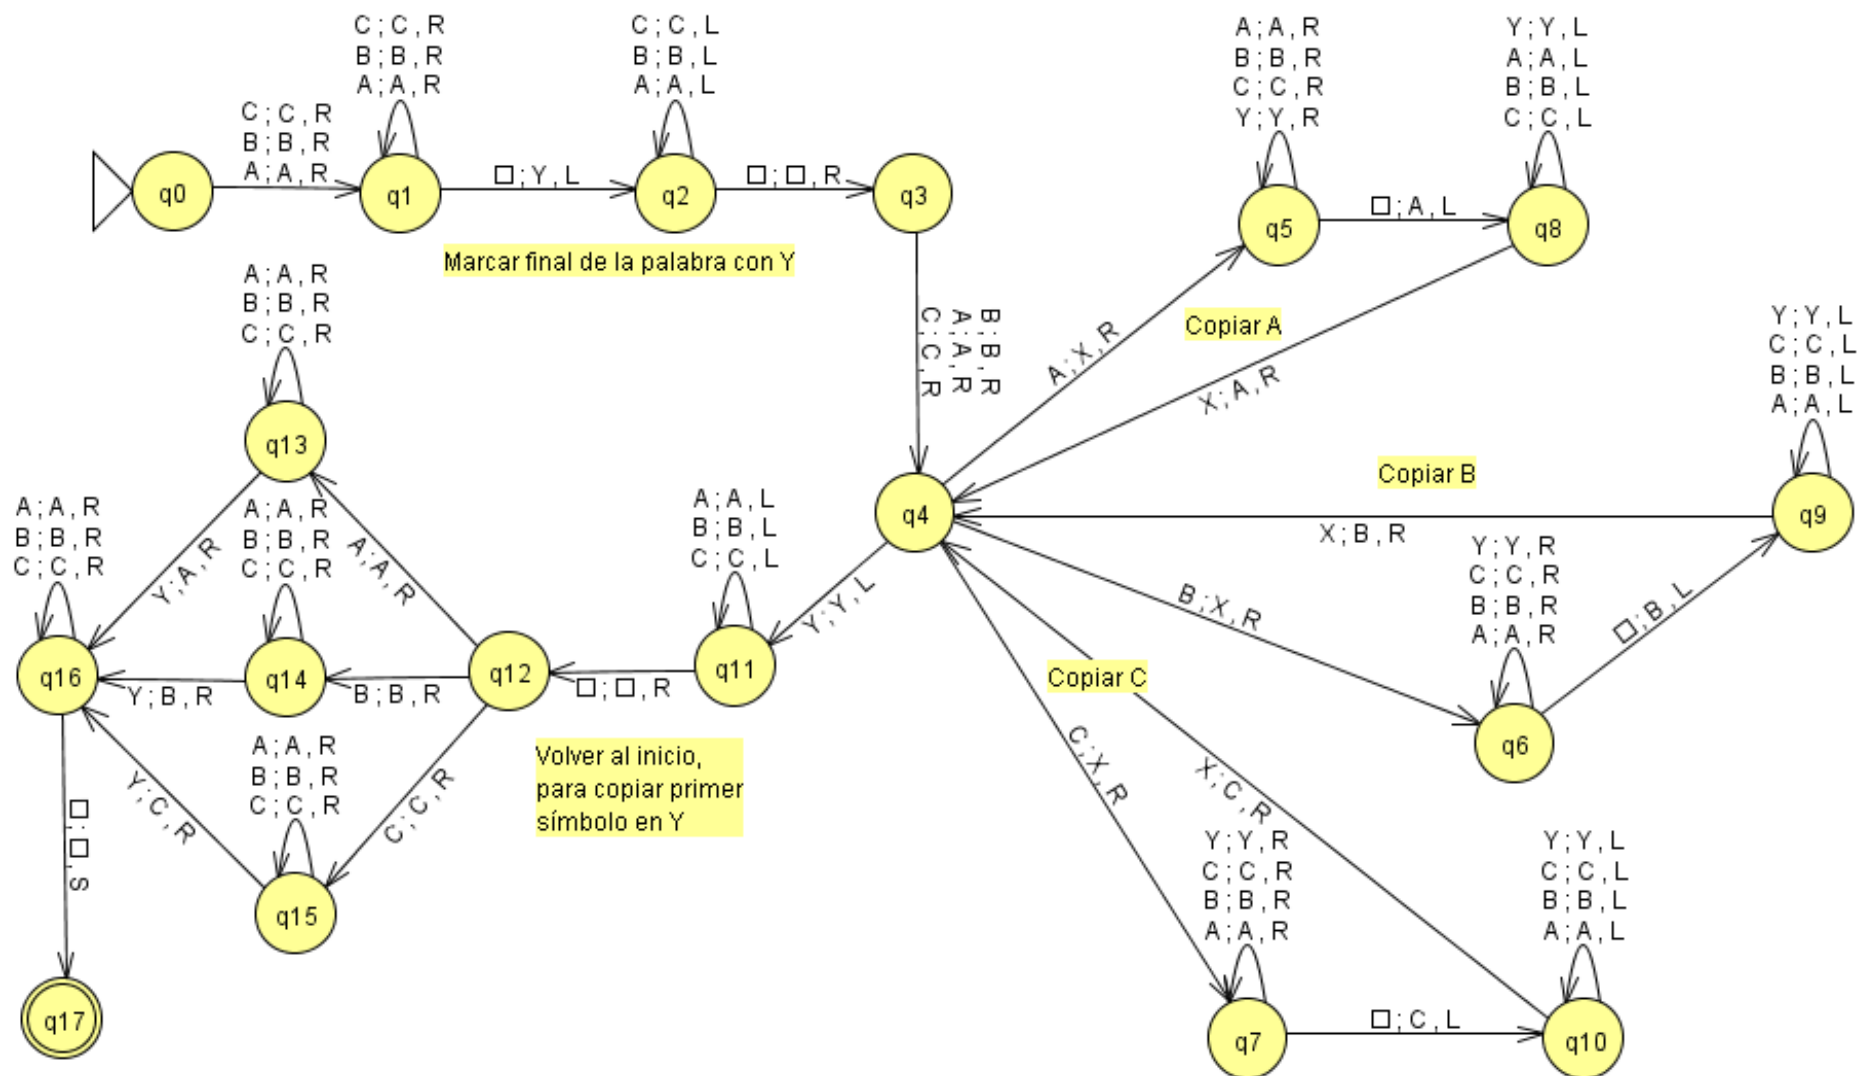 C ; C , R
B ; B , R
A ; A , R
C ; C , L
B ; B , L
A ; A , L
A ; A , R
B ; B , R
C ; C , R
Y ; Y , R
Y ; Y , L
A ; A , L
B ; B , L
C ; C , L
C ; C , R
B ; B , R
A ; A , R
q0
q1
□ ; Y , L
q2
□ ; □ , R
q3
q5
□ ; A , L
q8
Marcar final de la palabra con Y
B ; B , R
A ; A , R
C ; C , R
A ; X , R
Copiar A
X ; A , R
A ; A , R
B ; B , R
C ; C , R
q13
Y ; Y , L
C ; C , L
B ; B , L
A ; A , L
q9
Copiar B
X ; B , R
q4
A ; A , R
B ; B , R
C ; C , R
A ; A , R
B ; B , R
C ; C , R
Y ; A , R
A ; A , R
A ; A , L
B ; B , L
C ; C , L
Y ; Y , L
B ; X , R
Y ; Y , R
C ; C , R
B ; B , R
A ; A , R
□ ; B , L
q16
Y ; B , R
q14
B ; B , R
q12
□ ; □ , R
q11
Copiar C
q6
C ; X , R
X ; C , R
A ; A , R
B ; B , R
C ; C , R
Y ; C , R
C ; C , R
Volver al inicio,
para copiar primer
símbolo en Y
□ ; □ , S
q15
Y ; Y , R
C ; C , R
B ; B , R
A ; A , R
Y ; Y , L
C ; C , L
B ; B , L
A ; A , L
q17
q7
□ ; C , L
q10